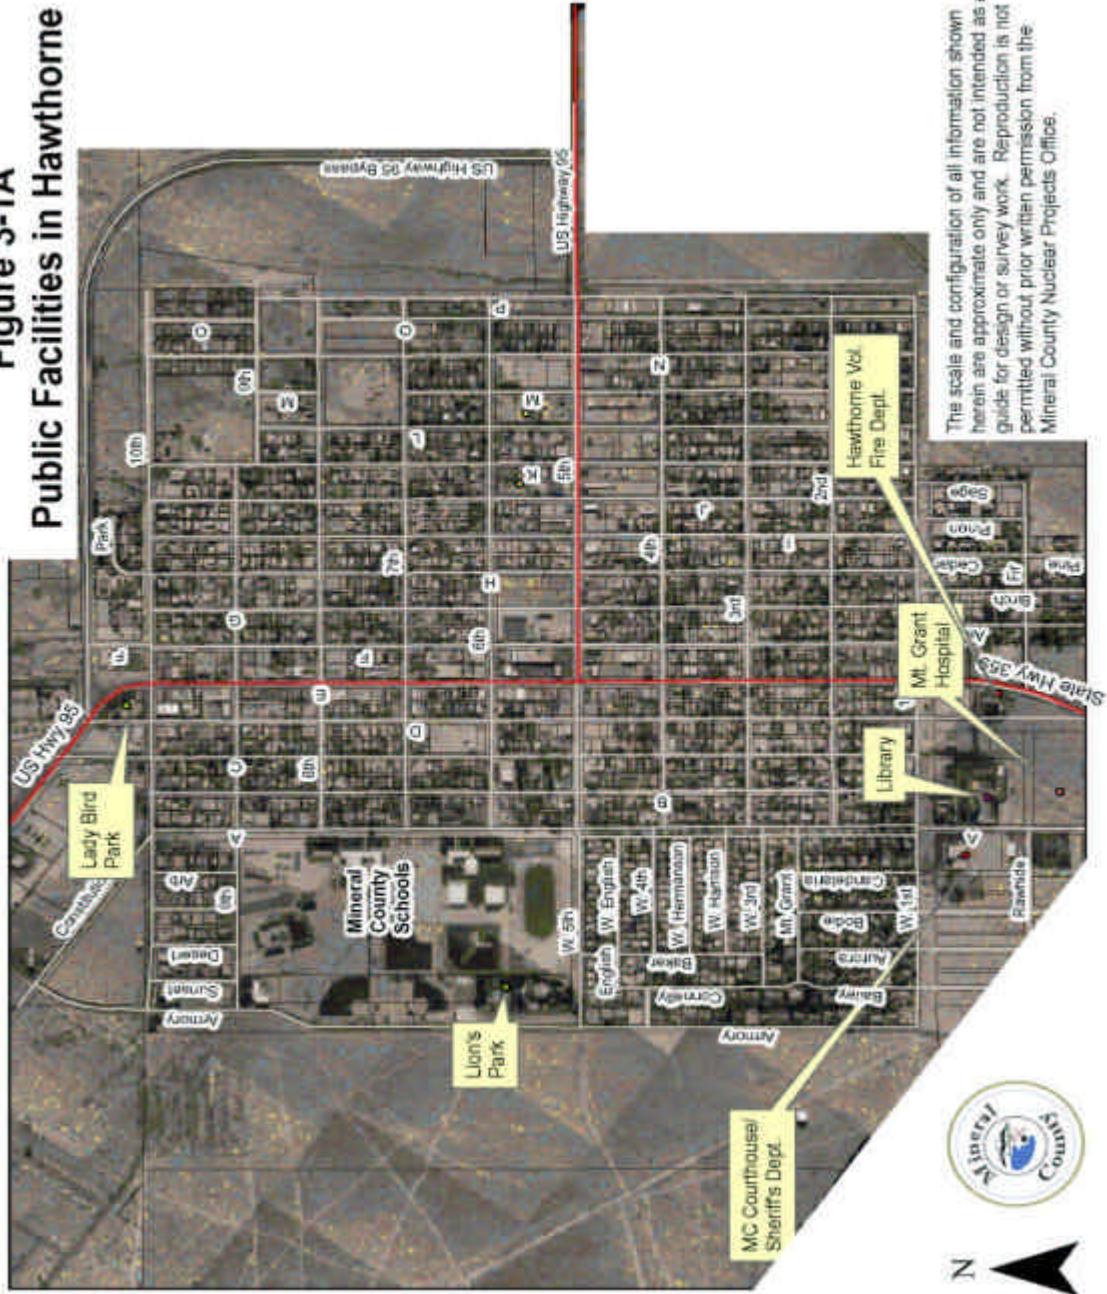 Figure 3-1A
Public Facilities in Hawthorne
US Hwy 95
US Highway 95 Bypass
US Highway 95
Lady Bird
Park
Park
10th
9th
O
O
P
M
M
L
K
5th
N
7th
H
6th
G
F
F
E
D
C
8th
A
B
Arb
9th
Desert
Sunset
Armory
Mineral
County
Schools
Lion's
Park
W. 5th
English
W. English
W. 4th
W. Hermanson
W. Harrison
W. 3rd
Mt. Grant
Candelaria
W. 1st
Bodie
Aurora
Baker
Connelly
Bailey
Armory
4th
3rd
2nd
J
I
1
Hawthorne Vol.
Fire Dept.
Mt. Grant
Hospital
Library
MC Courthouse/
Sheriff's Dept.
A
A
Rawhide
Sage
Pinon
Cedar
Fir
Birch
Pine
State Hwy 359
The scale and configuration of all information shown
herein are approximate only and are not intended as a
guide for design or survey work. Reproduction is not
permitted without prior written permission from the
Mineral County Nuclear Projects Office.
N
Mineral
County